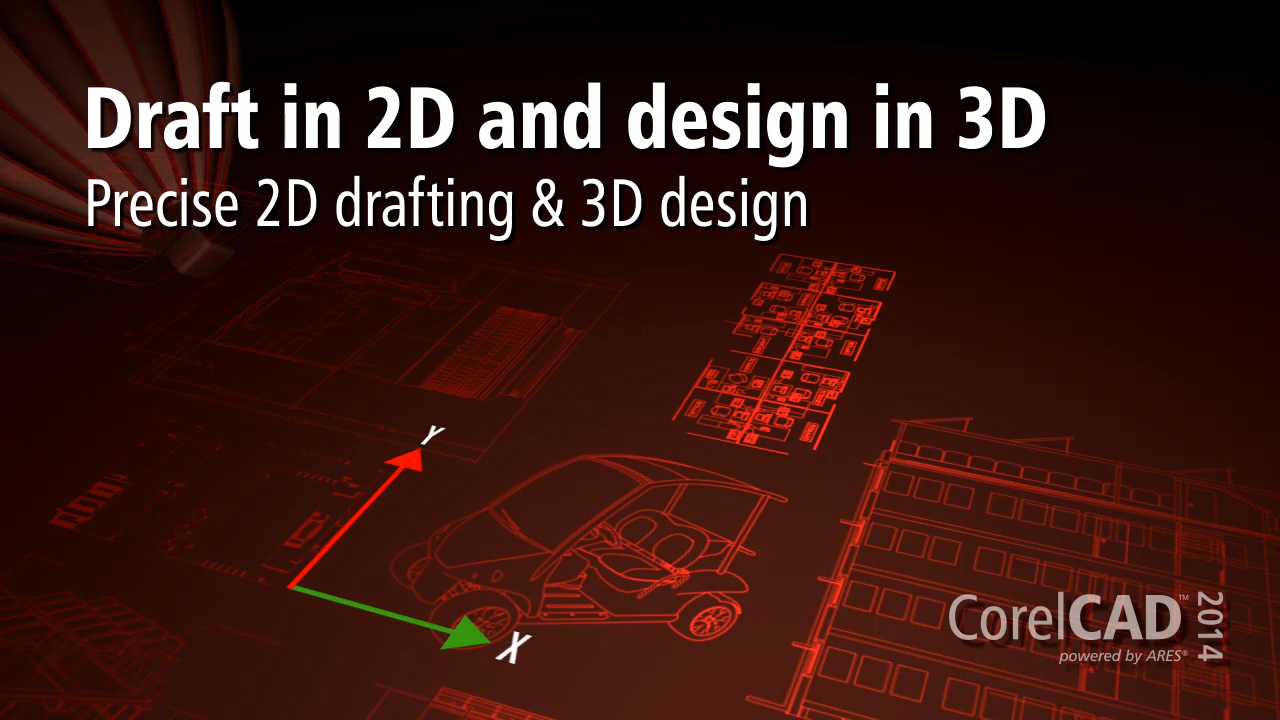 Draft in 2D and design in 3D
Precise 2D drafting & 3D design
Y
X
CorelCAD™ 2014
powered by ARES®